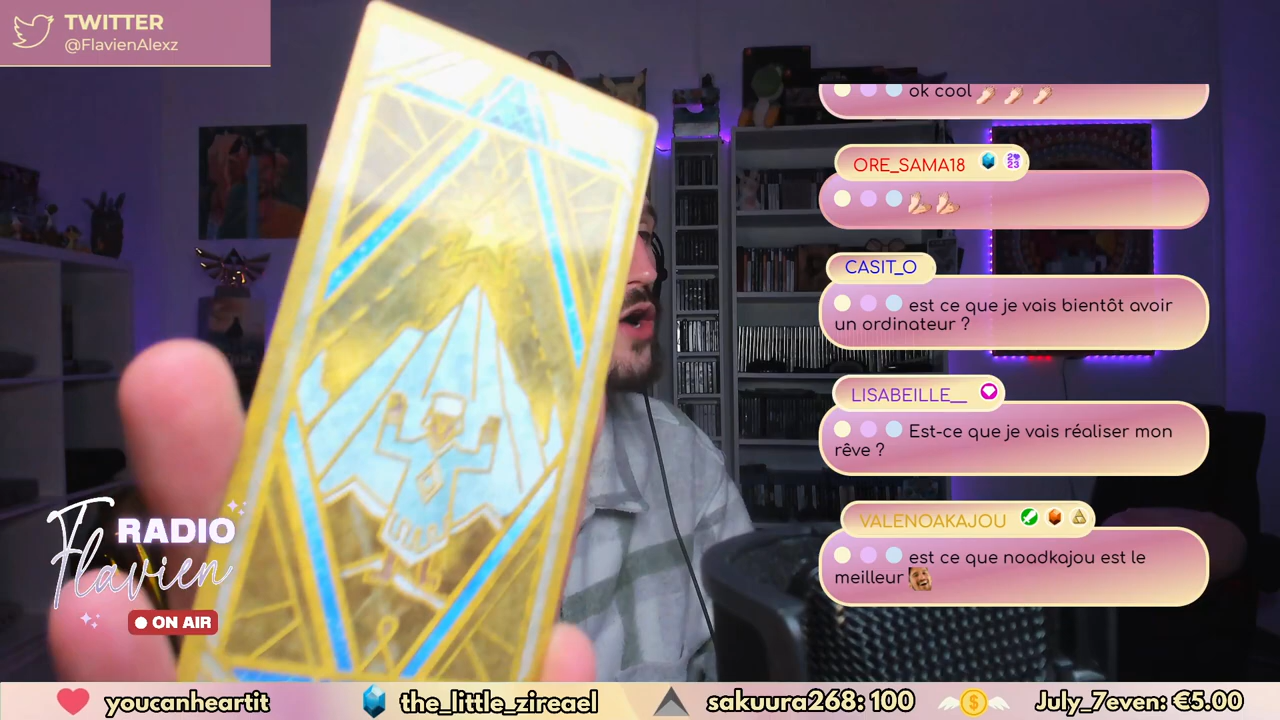 TWITTER
@FlavienAlexz
ok cool
ORE_SAMA18
CASIT_O
est ce que je vais bientôt avoir
un ordinateur ?
LISABEILLE__
Est-ce que je vais réaliser mon
rêve ?
VALENOAKAJOU
est ce que noadkajou est le
meilleur
RADIO
Flavien
ON AIR
youcanheartit
the_little_zireael
sakuura268: 100
July_7even: €5.00